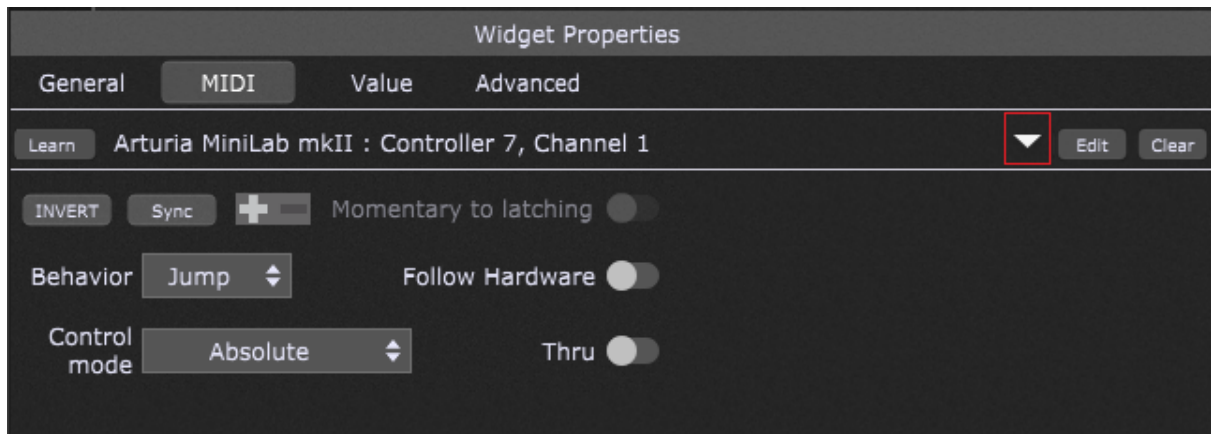 Widget Properties
General MIDI Value Advanced
Learn Arturia MiniLab mkII : Controller 7, Channel 1 Edit Clear
INVERT Sync Momentary to latching
Behavior Jump Follow Hardware
Control
mode Absolute Thru